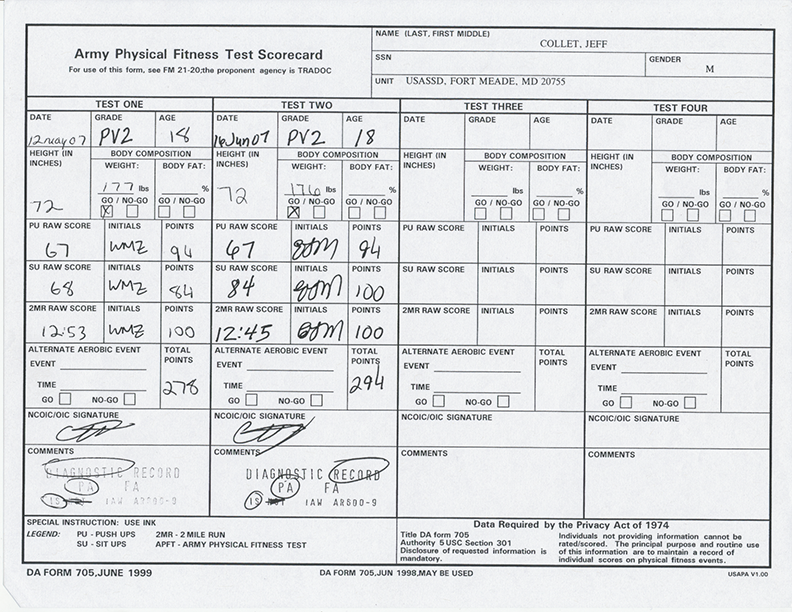 Army Physical Fitness Test Scorecard
For use of this form, see FM 21-20;the proponent agency is TRADOC
NAME (LAST, FIRST MIDDLE)
COLLET, JEFF
SSN
GENDER
M
UNIT USASSD, FORT MEADE, MD 20755
TEST ONE
DATE GRADE AGE
12may07 PV2 18
HEIGHT (IN INCHES)
72
BODY COMPOSITION
WEIGHT: BODY FAT:
177 lbs %
GO / NO-GO GO / NO-GO
X
PU RAW SCORE INITIALS POINTS
67 WMZ 94
SU RAW SCORE INITIALS POINTS
68 WMZ 84
2MR RAW SCORE INITIALS POINTS
12:53 WMZ 100
ALTERNATE AEROBIC EVENT
EVENT
TIME
GO NO-GO
TOTAL POINTS
278
NCOIC/OIC SIGNATURE
COMMENTS
DIAGNOSTIC RECORD
PA FA
IS IAW AR600-9
TEST TWO
DATE GRADE AGE
16Jun07 PV2 18
HEIGHT (IN INCHES)
72
BODY COMPOSITION
WEIGHT: BODY FAT:
176 lbs %
GO / NO-GO GO / NO-GO
X
PU RAW SCORE INITIALS POINTS
67 94
SU RAW SCORE INITIALS POINTS
84 100
2MR RAW SCORE INITIALS POINTS
12:45 100
ALTERNATE AEROBIC EVENT
EVENT
TIME
GO NO-GO
TOTAL POINTS
294
NCOIC/OIC SIGNATURE
COMMENTS
DIAGNOSTIC RECORD
PA FA
IS IAW AR600-9
TEST THREE
DATE GRADE AGE
HEIGHT (IN INCHES)
BODY COMPOSITION
WEIGHT: BODY FAT:
lbs %
GO / NO-GO GO / NO-GO
PU RAW SCORE INITIALS POINTS
SU RAW SCORE INITIALS POINTS
2MR RAW SCORE INITIALS POINTS
ALTERNATE AEROBIC EVENT
EVENT
TIME
GO NO-GO
TOTAL POINTS
NCOIC/OIC SIGNATURE
COMMENTS
TEST FOUR
DATE GRADE AGE
HEIGHT (IN INCHES)
BODY COMPOSITION
WEIGHT: BODY FAT:
lbs %
GO / NO-GO GO / NO-GO
PU RAW SCORE INITIALS POINTS
SU RAW SCORE INITIALS POINTS
2MR RAW SCORE INITIALS POINTS
ALTERNATE AEROBIC EVENT
EVENT
TIME
GO NO-GO
TOTAL POINTS
NCOIC/OIC SIGNATURE
COMMENTS
SPECIAL INSTRUCTION: USE INK
LEGEND: PU - PUSH UPS 2MR - 2 MILE RUN
SU - SIT UPS APFT - ARMY PHYSICAL FITNESS TEST
Data Required by the Privacy Act of 1974
Title DA form 705
Authority 5 USC Section 301
Disclosure of requested information is
mandatory.
Individuals not providing information cannot be
rated/scored. The principal purpose and routine use
of this information are to maintain a record of
individual scores on physical fitness events.
DA FORM 705,JUNE 1999
DA FORM 705,JUN 1998,MAY BE USED
USAPA V1.00